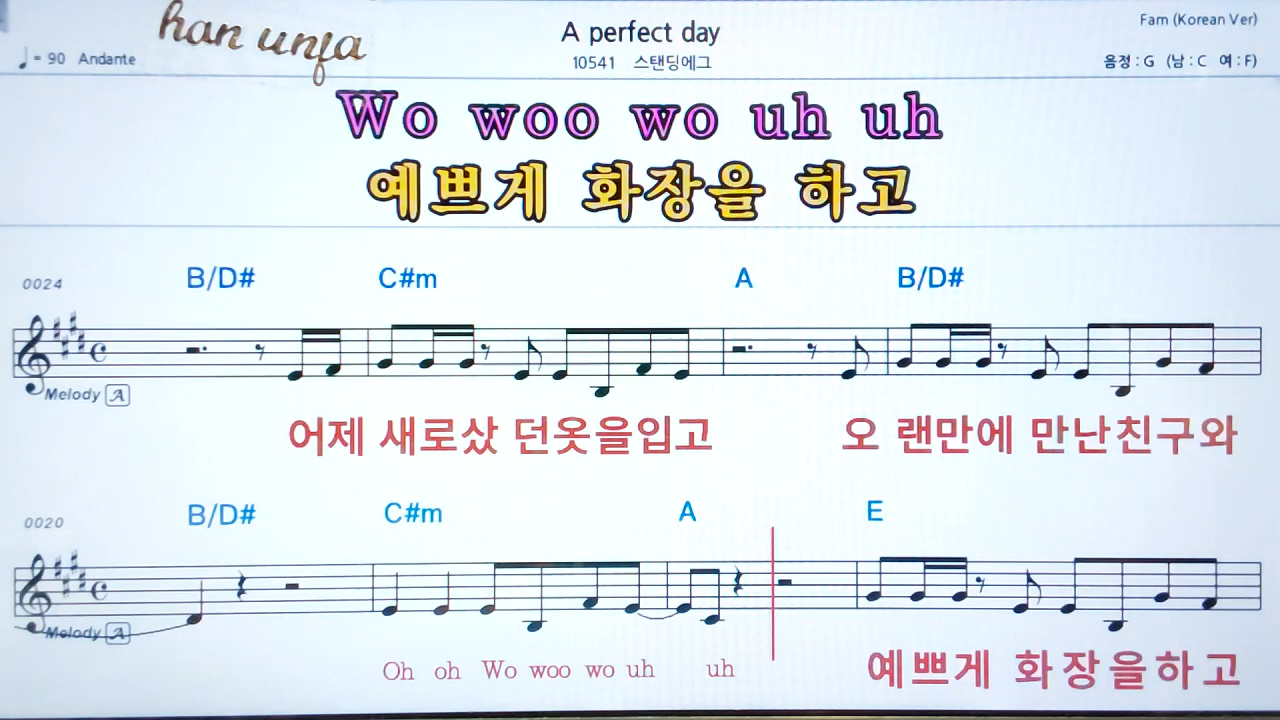 han unfa
A perfect day
Fam (Korean Ver)
♩= 90 Andante
10541 스탠딩에그
음정 : G (남 : C 여 : F)
Wo woo wo uh uh
예쁘게 화장을 하고
0024 B/D# C#m A B/D#
Melody A
어제 새로샀 던옷을입고 오 랜만에 만난친구와
0020 B/D# C#m A E
Melody A
Oh oh Wo woo wo uh uh 예쁘게 화장을하고